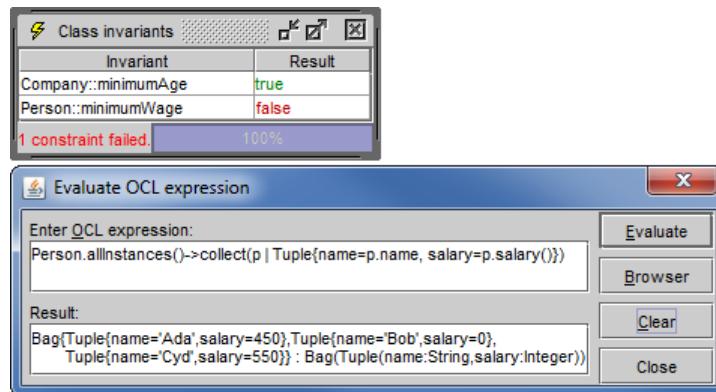 Class invariants
Invariant Result
Company::minimumAge true
Person::minimumWage false
1 constraint failed. 100%
Evaluate OCL expression
Enter OCL expression:
Person.allInstances()->collect(p | Tuple{name=p.name, salary=p.salary()})
Evaluate
Browser
Result:
Bag{Tuple{name='Ada',salary=450},Tuple{name='Bob',salary=0},
Tuple{name='Cyd',salary=550}} : Bag(Tuple(name:String,salary:Integer))
Clear
Close